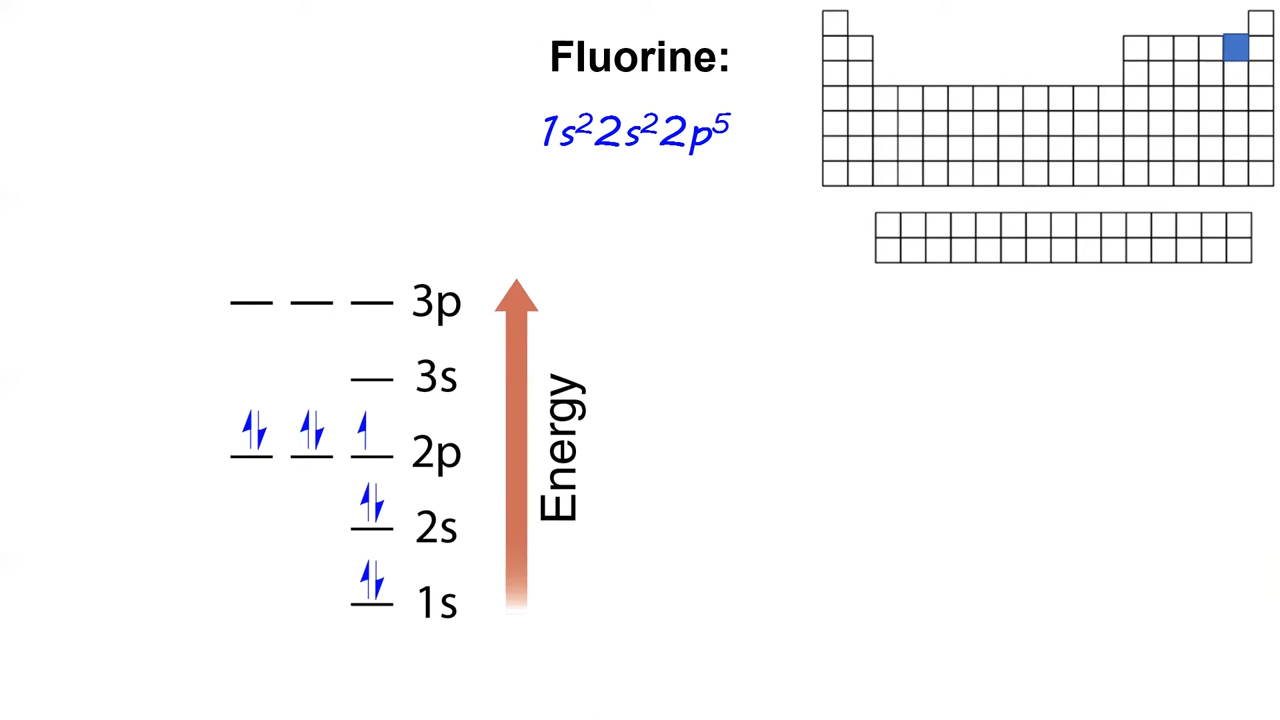 Fluorine:
1s²2s²2p⁵
3p
3s
2p
2s
1s
Energy